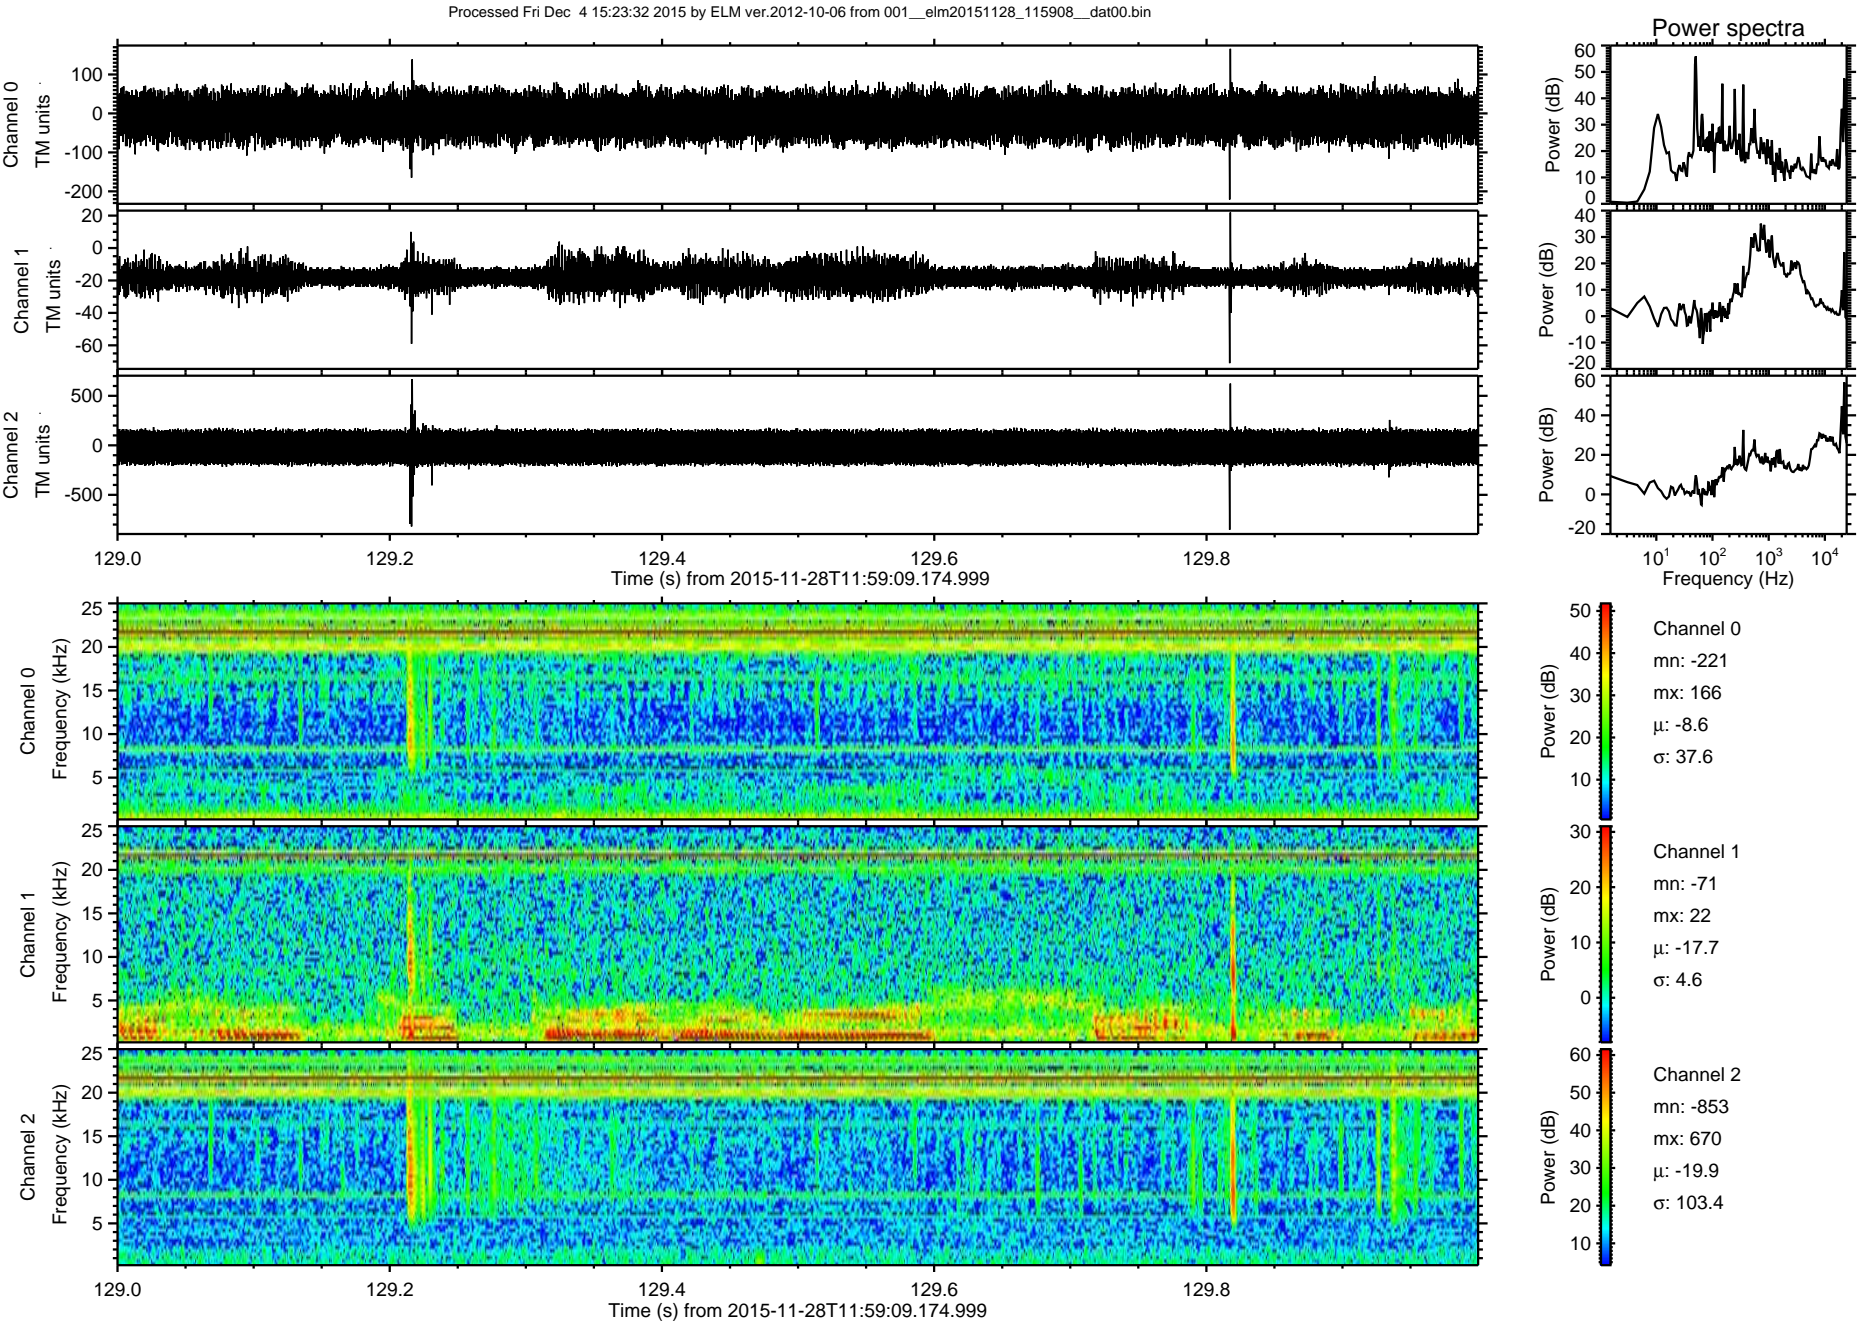 Processed Fri Dec 4 15:23:32 2015 by ELM ver.2012-10-06 from 001__elm20151128_115908__dat00.bin
Power spectra
Channel 0
TM units
100
0
-100
-200
Power (dB)
60
50
40
30
20
10
0
Channel 1
TM units
20
0
-20
-40
-60
Power (dB)
40
30
20
10
0
-10
-20
Channel 2
TM units
500
0
-500
Power (dB)
60
40
20
0
-20
129.0 129.2 129.4 129.6 129.8
Time (s) from 2015-11-28T11:59:09.174.999
10^1 10^2 10^3 10^4
Frequency (Hz)
Channel 0
Frequency (kHz)
25
20
15
10
5
Power (dB)
50
40
30
20
10
Channel 0
mn: -221
mx: 166
μ: -8.6
σ: 37.6
Channel 1
Frequency (kHz)
25
20
15
10
5
Power (dB)
30
20
10
0
Channel 1
mn: -71
mx: 22
μ: -17.7
σ: 4.6
Channel 2
Frequency (kHz)
25
20
15
10
5
Power (dB)
60
50
40
30
20
10
Channel 2
mn: -853
mx: 670
μ: -19.9
σ: 103.4
129.0 129.2 129.4 129.6 129.8
Time (s) from 2015-11-28T11:59:09.174.999